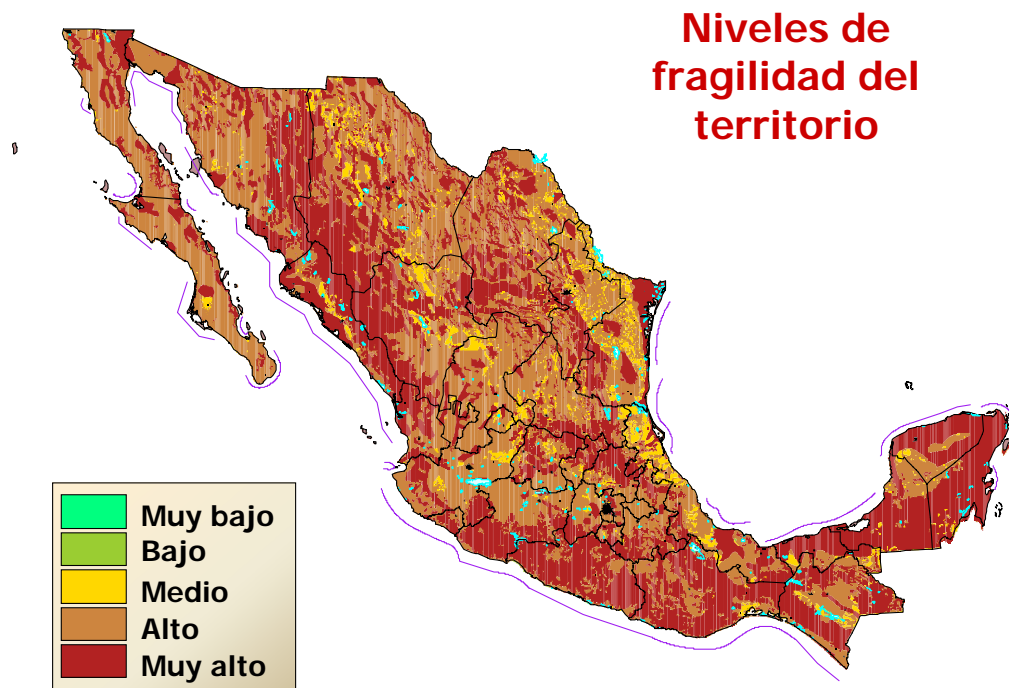 Niveles de
fragilidad del
territorio
Muy bajo
Bajo
Medio
Alto
Muy alto